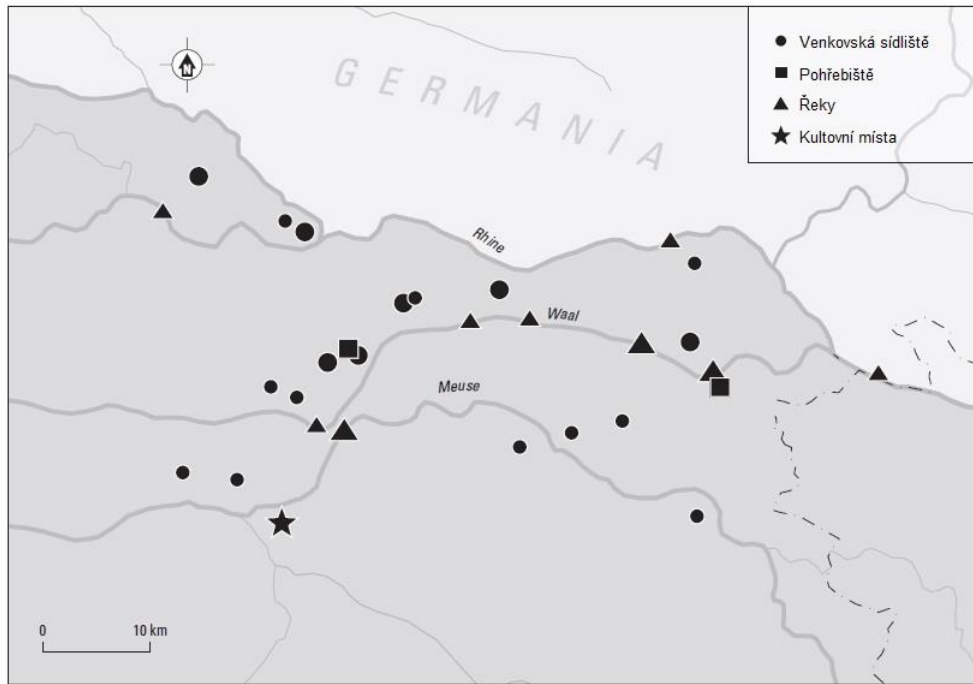 N
GERMANIA
Venkovská sídliště
Pohřebiště
Řeky
Kultovní místa
Rhine
Waal
Meuse
0 10 km